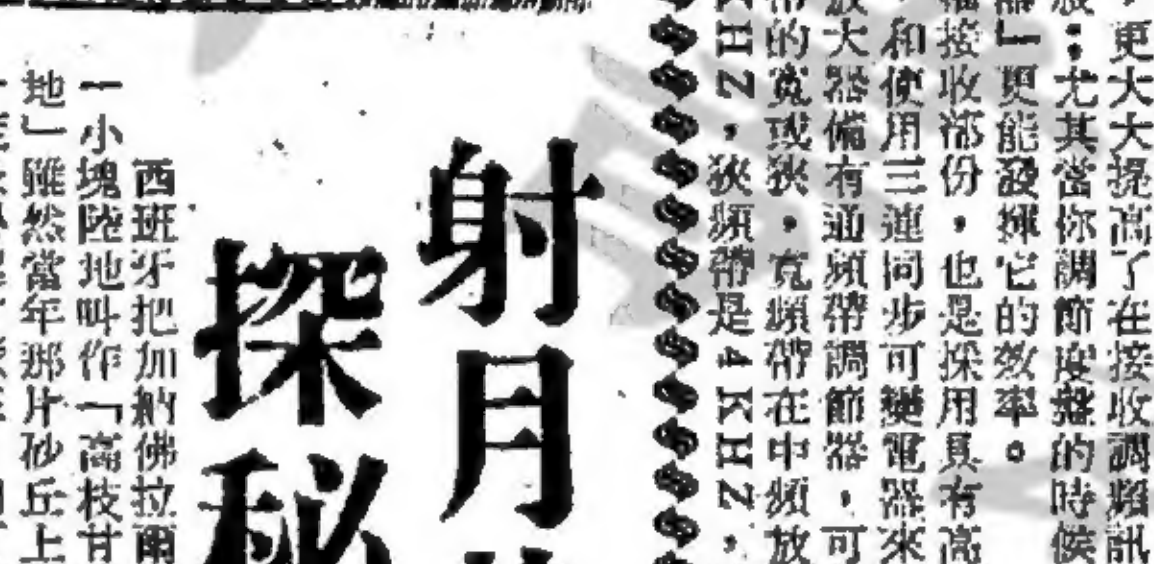 ，更大大提高了在接收調頻訊
：尤其當你調節度盤的時候
器」更能發揮它的效率。
接收部份，也是採用具有高
，和使用三連同步可變電器來
放大器備有通頻帶調節器，可
的寬或狹，寬頻帶在中頻放
KHZ，狹頻帶是4KHZ，
射月
探秘
西班牙把加納佛拉爾
一小塊陸地叫作「高枝甘
地」雖然當年那片砂丘上